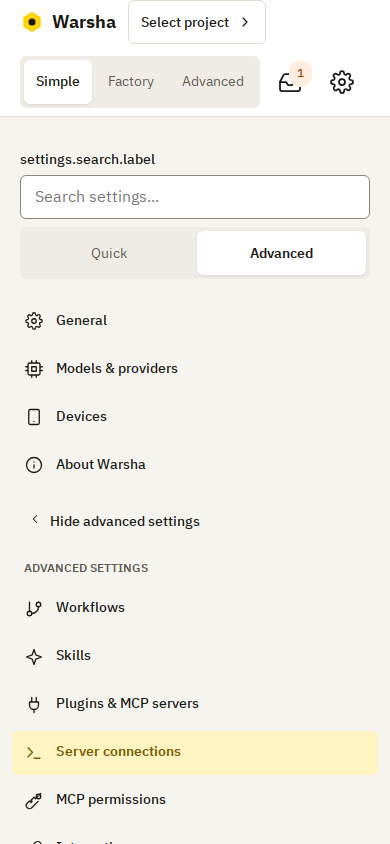 Warsha
Select project
Simple
Factory
Advanced
1
settings.search.label
Search settings...
Quick
Advanced
General
Models & providers
Devices
About Warsha
Hide advanced settings
ADVANCED SETTINGS
Workflows
Skills
Plugins & MCP servers
Server connections
MCP permissions